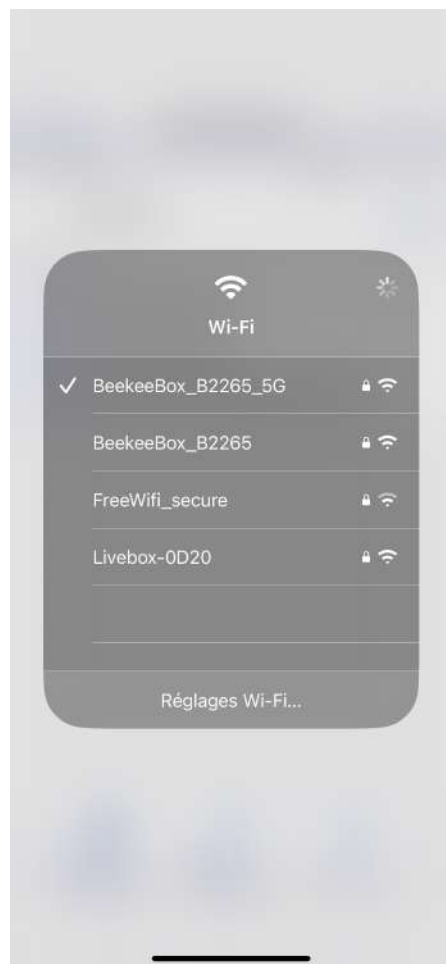 Wi-Fi
BeekeeBox_B2265_5G
BeekeeBox_B2265
FreeWifi_secure
Livebox-0D20
Réglages Wi-Fi...